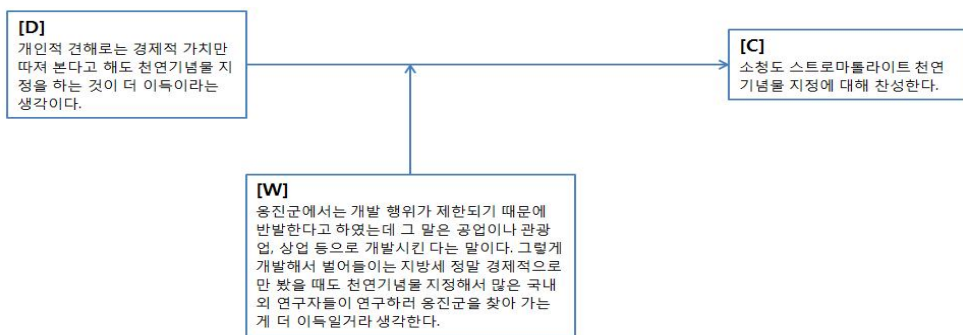 [D]
개인적 견해로는 경제적 가치만
따져 본다고 해도 천연기념물 지
정을 하는 것이 더 이득이라는
생각이다.
[C]
소청도 스트로마톨라이트 천연
기념물 지정에 대해 찬성한다.
[W]
옹진군에서는 개발 행위가 제한되기 때문에
반발한다고 하였는데 그 말은 공업이나 관광
업, 상업 등으로 개발시킨 다는 말이다. 그렇게
개발해서 벌어들이는 지방세 정말 경제적으로
만 봤을 때도 천연기념물 지정해서 많은 국내
외 연구자들이 연구하러 옹진군을 찾아 가는
게 더 이득일거라 생각한다.